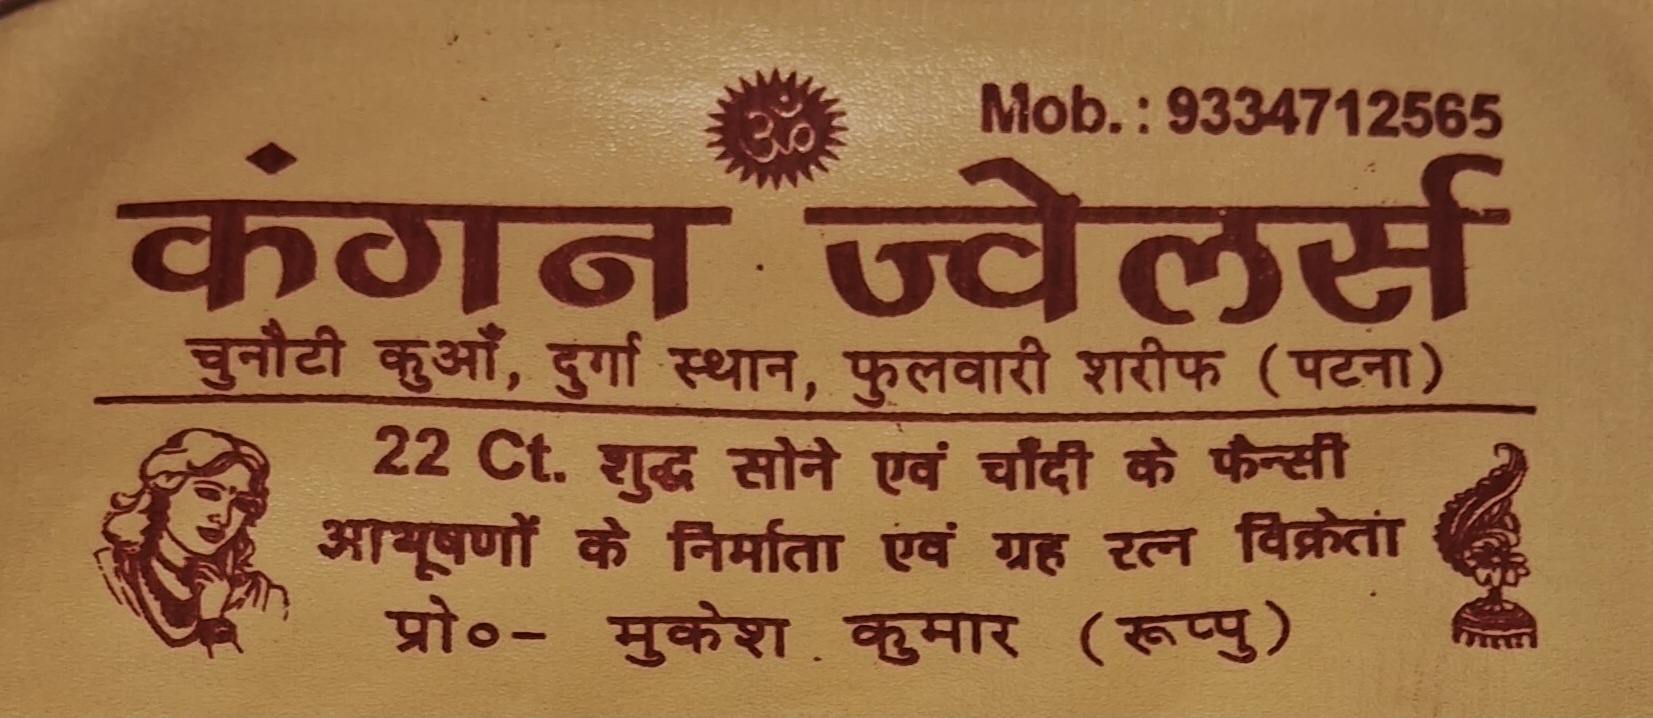 ॐ
Mob. : 9334712565
कंगन ज्वेलर्स
चुनौटी कुआँ, दुर्गा स्थान, फुलवारी शरीफ (पटना)
22 Ct. शुद्ध सोने एवं चाँदी के फैन्सी
आभूषणों के निर्माता एवं ग्रह रत्न विक्रेता
प्रो०- मुकेश कुमार (रूप्पु)